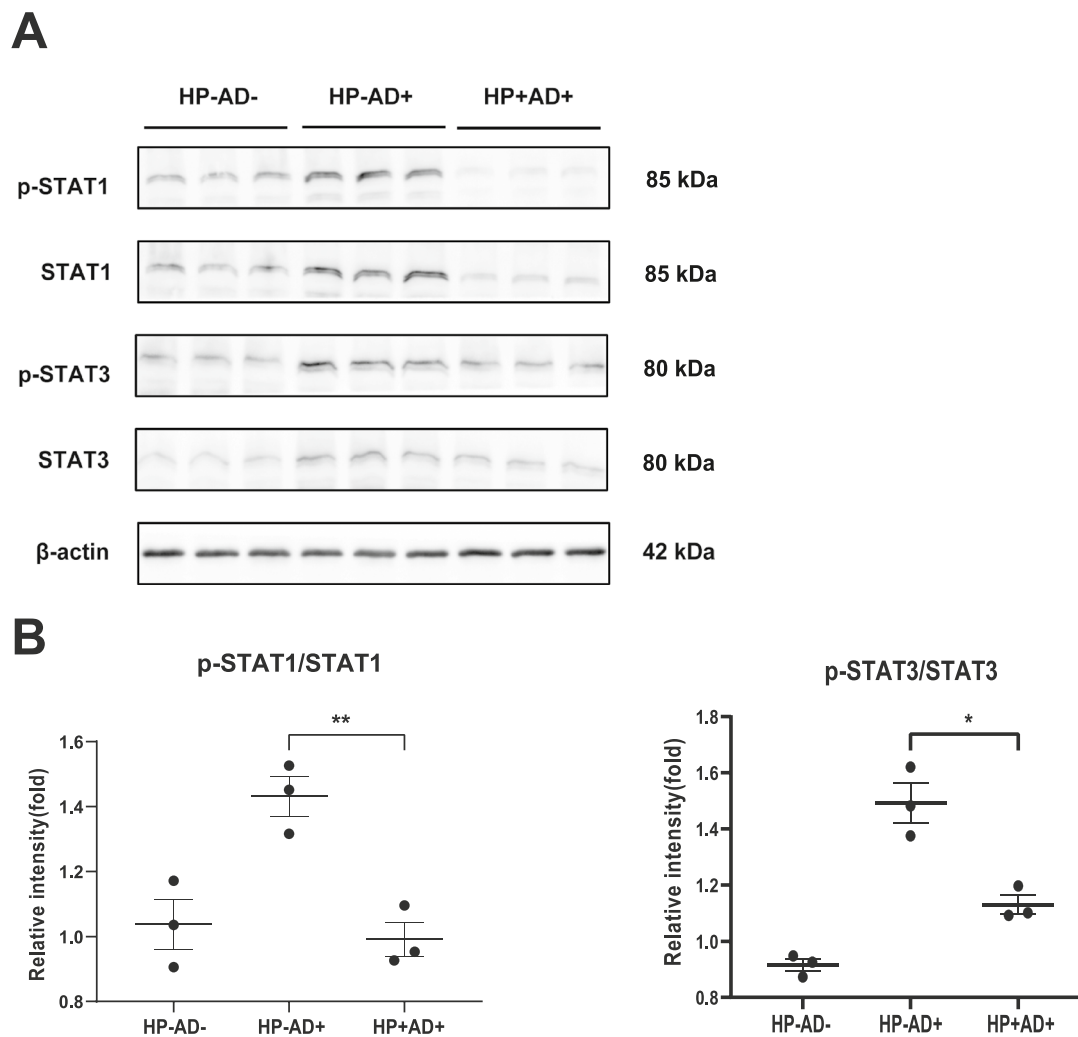 A
HP-AD- HP-AD+ HP+AD+
p-STAT1 85 kDa
STAT1 85 kDa
p-STAT3 80 kDa
STAT3 80 kDa
β-actin 42 kDa
B
p-STAT1/STAT1
**
Relative intensity(fold)
1.6
1.4
1.2
1.0
0.8
HP-AD- HP-AD+ HP+AD+
p-STAT3/STAT3
*
Relative intensity(fold)
1.8
1.6
1.4
1.2
1.0
0.8
HP-AD- HP-AD+ HP+AD+